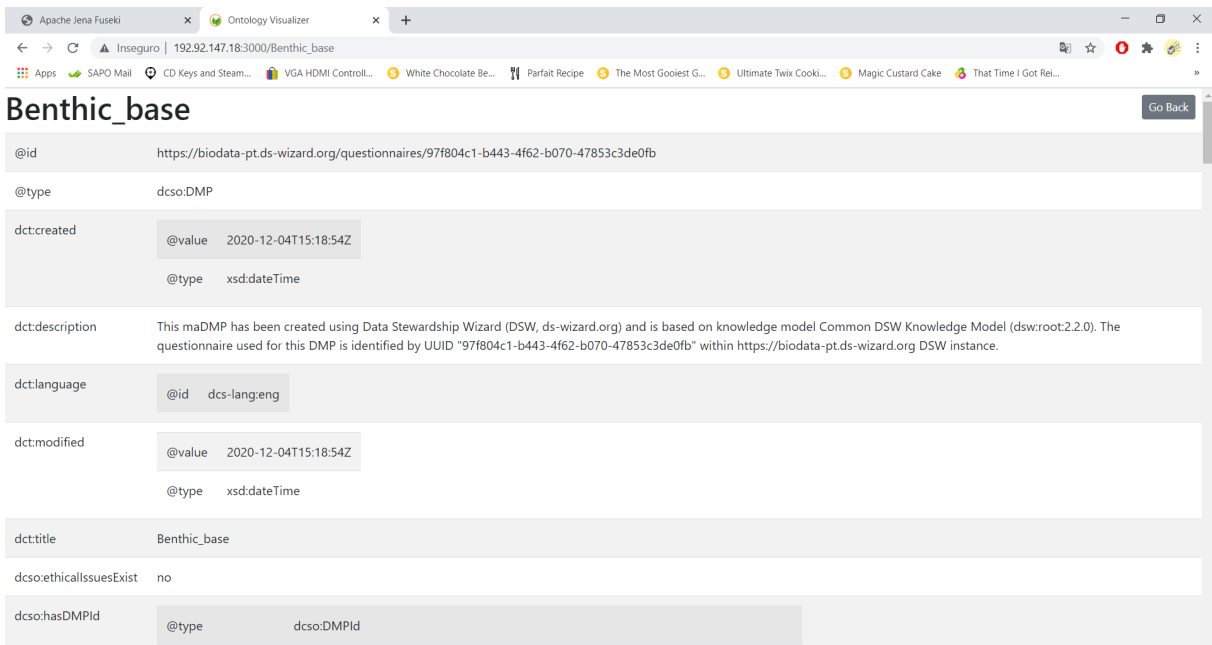 Apache Jena Fuseki
Ontology Visualizer
Inseguro | 192.92.147.18:3000/Benthic_base
Apps SAPO Mail CD Keys and Steam... VGA HDMI Controll... White Chocolate Be... Parfait Recipe The Most Gooiest G... Ultimate Twix Cooki... Magic Custard Cake That Time I Got Rei... »
Benthic_base Go Back
@id https://biodata-pt.ds-wizard.org/questionnaires/97f804c1-b443-4f62-b070-47853c3de0fb
@type dcso:DMP
dct:created
@value 2020-12-04T15:18:54Z
@type xsd:dateTime
dct:description This maDMP has been created using Data Stewardship Wizard (DSW, ds-wizard.org) and is based on knowledge model Common DSW Knowledge Model (dsw:root:2.2.0). The
questionnaire used for this DMP is identified by UUID "97f804c1-b443-4f62-b070-47853c3de0fb" within https://biodata-pt.ds-wizard.org DSW instance.
dct:language
@id dcs-lang:eng
dct:modified
@value 2020-12-04T15:18:54Z
@type xsd:dateTime
dct:title Benthic_base
dcso:ethicalIssuesExist no
dcso:hasDMPId
@type dcso:DMPId